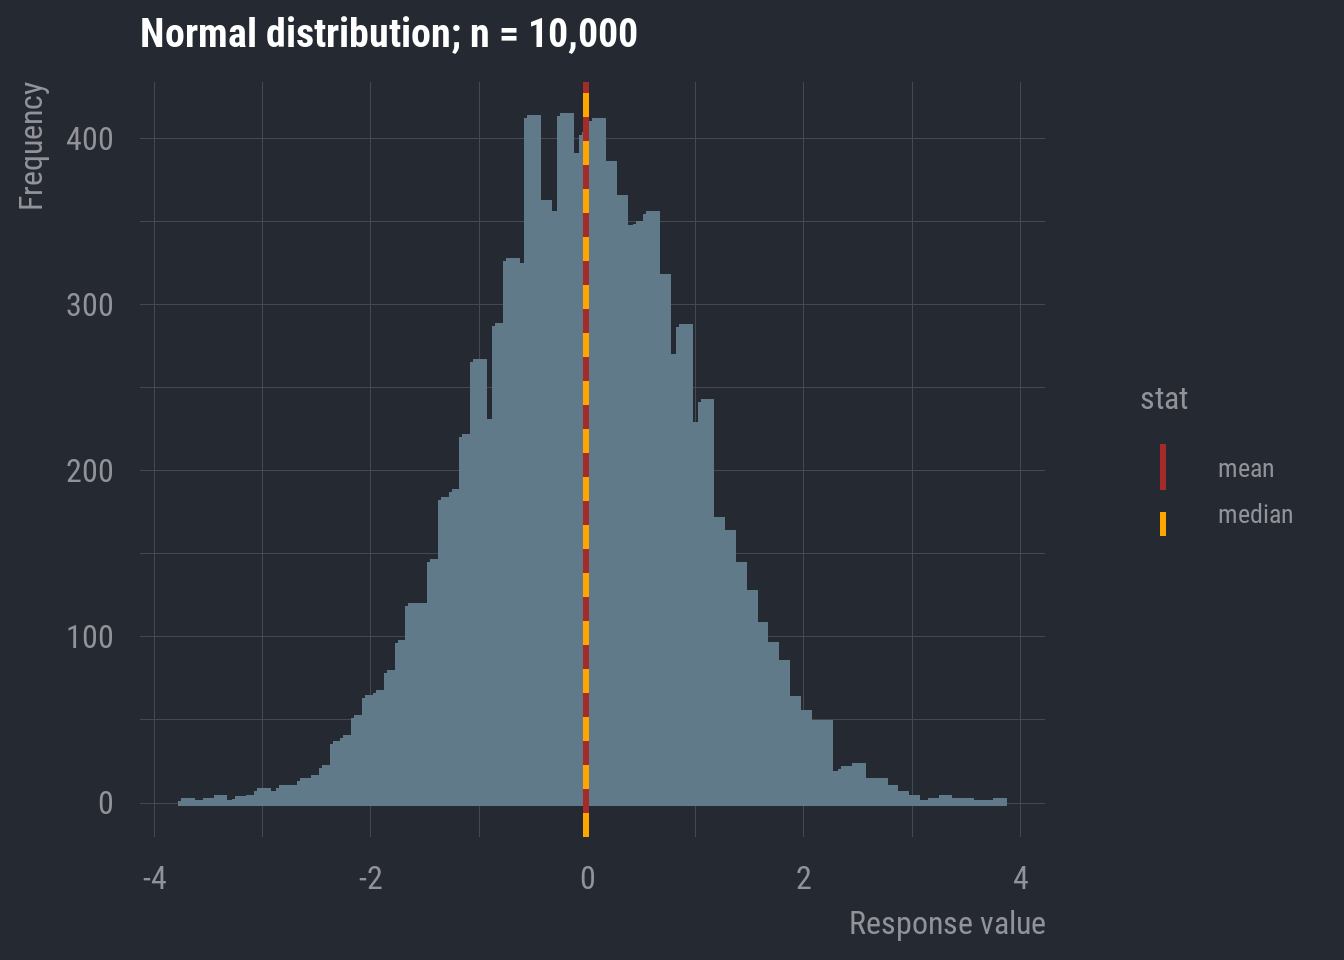 Normal distribution; n = 10,000
Frequency
400
300
200
100
0
-4
-2
0
2
4
Response value
stat
mean
median